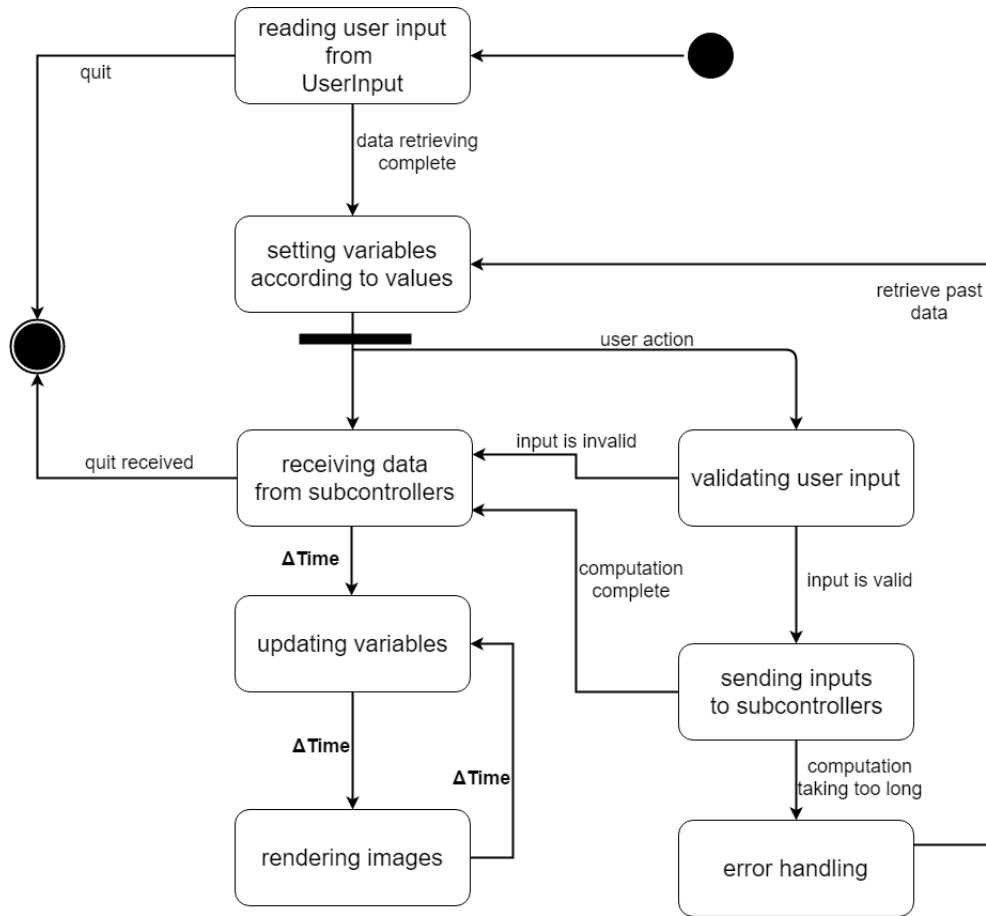 reading user input
from
UserInput
quit
data retrieving
complete
setting variables
according to values
retrieve past
data
user action
input is invalid
quit received
receiving data
from subcontrollers
validating user input
ΔTime
computation
complete
input is valid
updating variables
sending inputs
to subcontrollers
ΔTime
ΔTime
computation
taking too long
rendering images
error handling